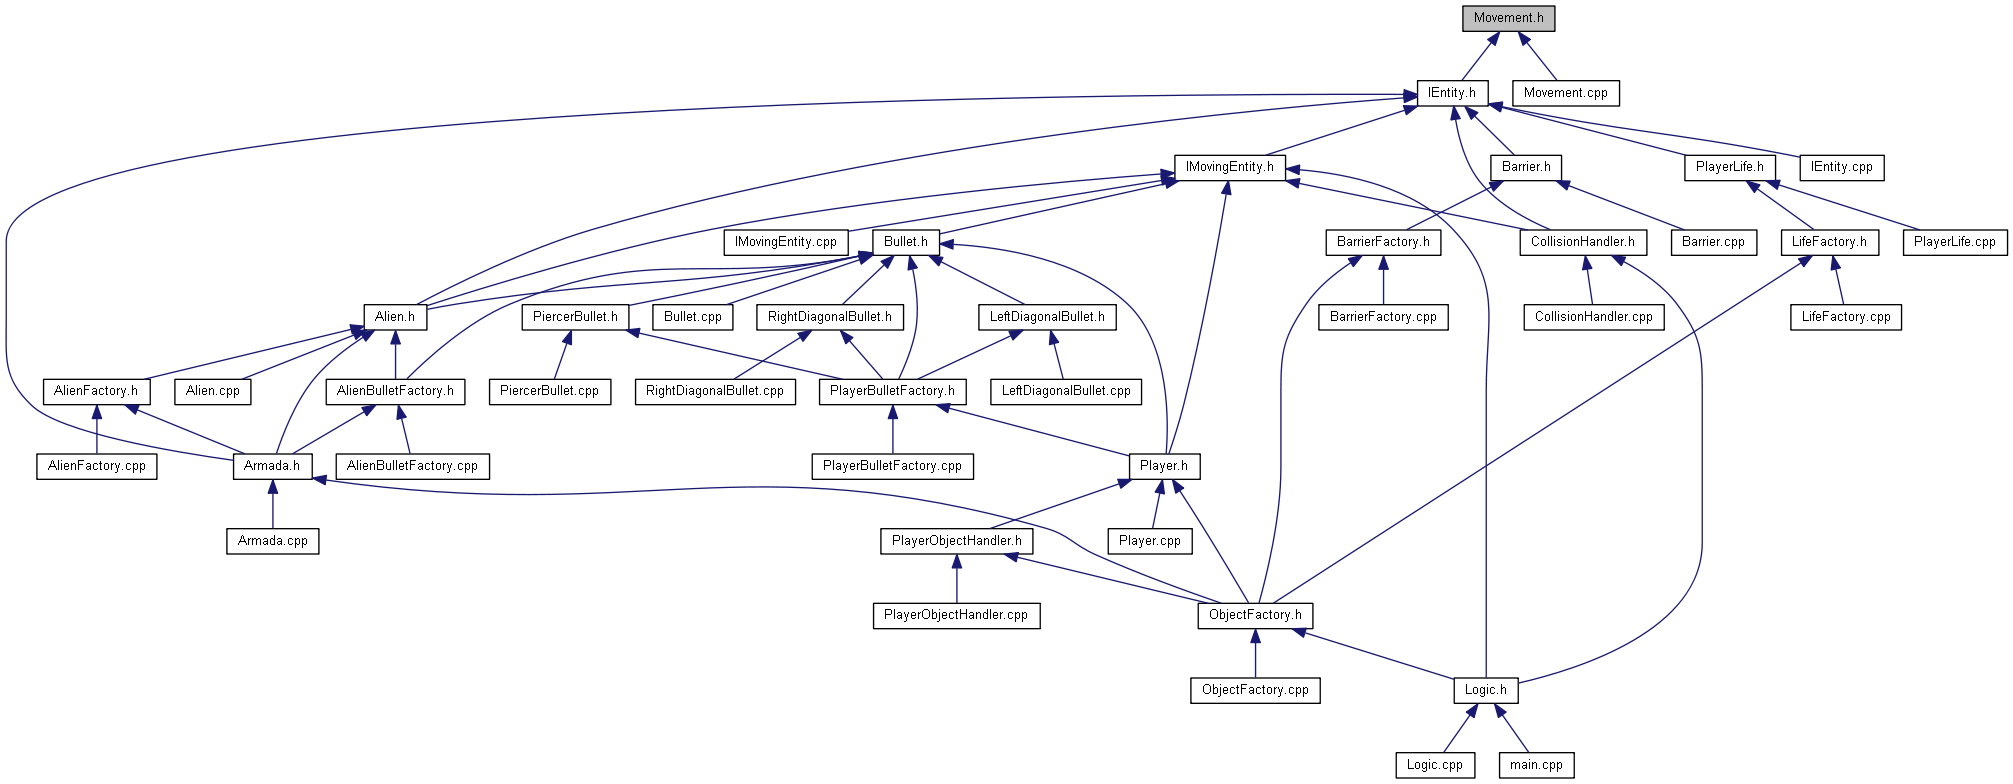 Movement.h
IEntity.h
Movement.cpp
IMovingEntity.h
Barrier.h
PlayerLife.h
IEntity.cpp
IMovingEntity.cpp
Bullet.h
BarrierFactory.h
CollisionHandler.h
Barrier.cpp
LifeFactory.h
PlayerLife.cpp
Alien.h
PiercerBullet.h
Bullet.cpp
RightDiagonalBullet.h
LeftDiagonalBullet.h
BarrierFactory.cpp
CollisionHandler.cpp
LifeFactory.cpp
AlienFactory.h
Alien.cpp
AlienBulletFactory.h
PiercerBullet.cpp
RightDiagonalBullet.cpp
PlayerBulletFactory.h
LeftDiagonalBullet.cpp
AlienFactory.cpp
Armada.h
AlienBulletFactory.cpp
PlayerBulletFactory.cpp
Player.h
Armada.cpp
PlayerObjectHandler.h
Player.cpp
PlayerObjectHandler.cpp
ObjectFactory.h
ObjectFactory.cpp
Logic.h
Logic.cpp
main.cpp